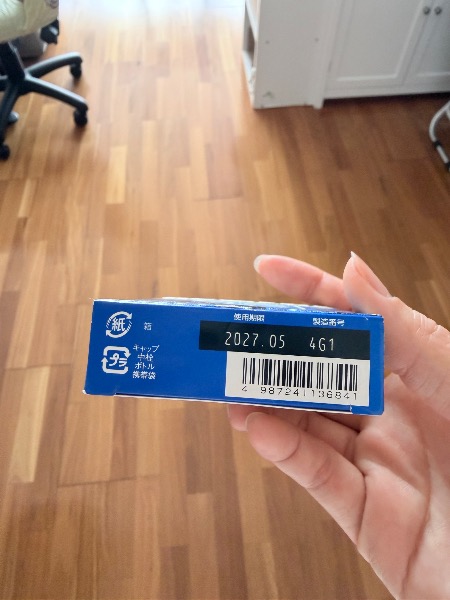 紙 箱
キャップ
中栓
ボトル
携帯袋
プラ
使用期限 製造番号
2027.05 4G1
4 987241 136841